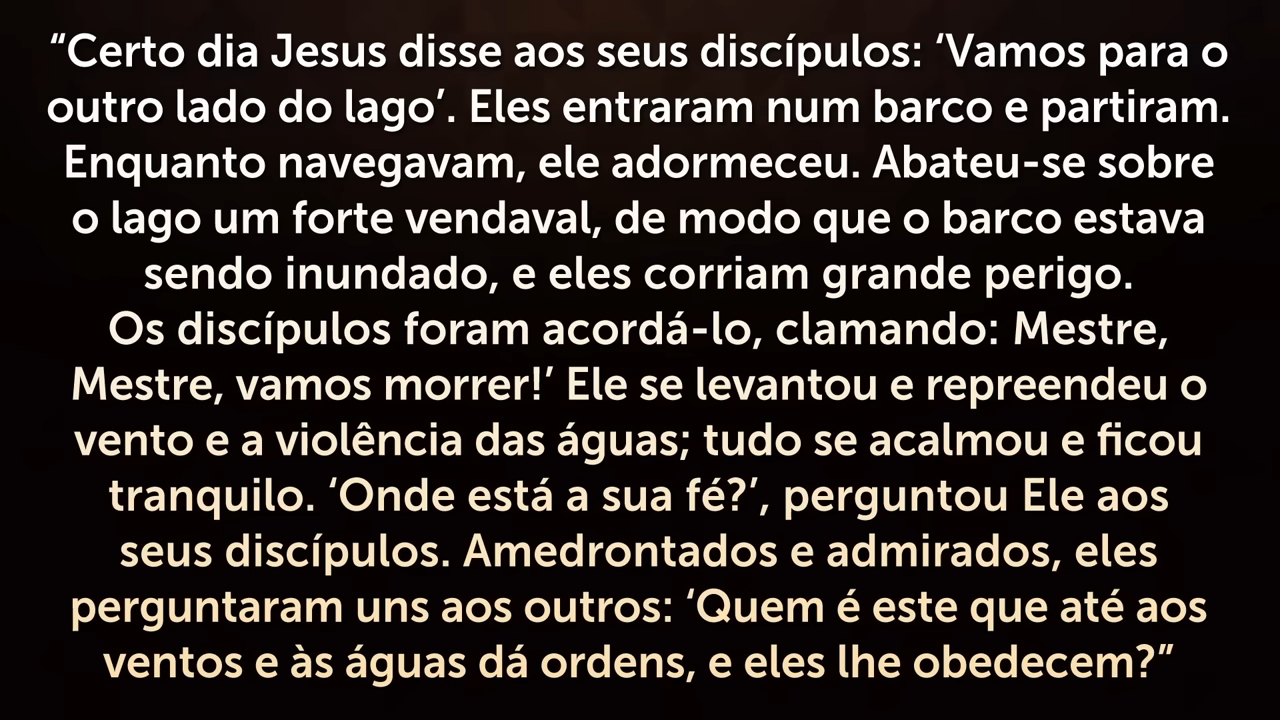 “Certo dia Jesus disse aos seus discípulos: ‘Vamos para o
outro lado do lago’. Eles entraram num barco e partiram.
Enquanto navegavam, ele adormeceu. Abateu-se sobre
o lago um forte vendaval, de modo que o barco estava
sendo inundado, e eles corriam grande perigo.
Os discípulos foram acordá-lo, clamando: Mestre,
Mestre, vamos morrer!’ Ele se levantou e repreendeu o
vento e a violência das águas; tudo se acalmou e ficou
tranquilo. ‘Onde está a sua fé?’, perguntou Ele aos
seus discípulos. Amedrontados e admirados, eles
perguntaram uns aos outros: ‘Quem é este que até aos
ventos e às águas dá ordens, e eles lhe obedecem?”